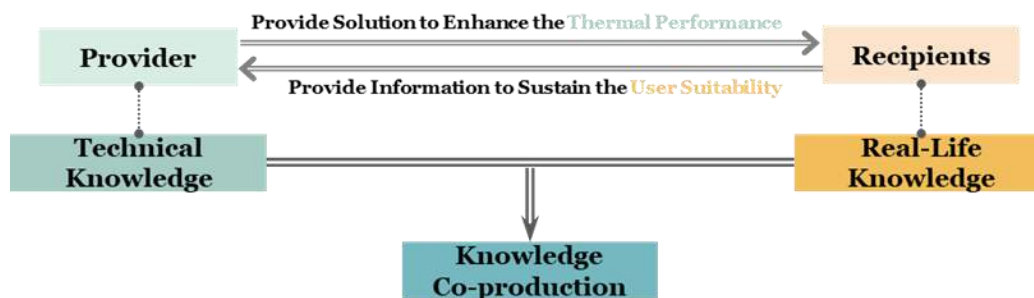 Provide Solution to Enhance the Thermal Performance
Provider
Recipients
Provide Information to Sustain the User Suitability
Technical
Knowledge
Real-Life
Knowledge
Knowledge
Co-production